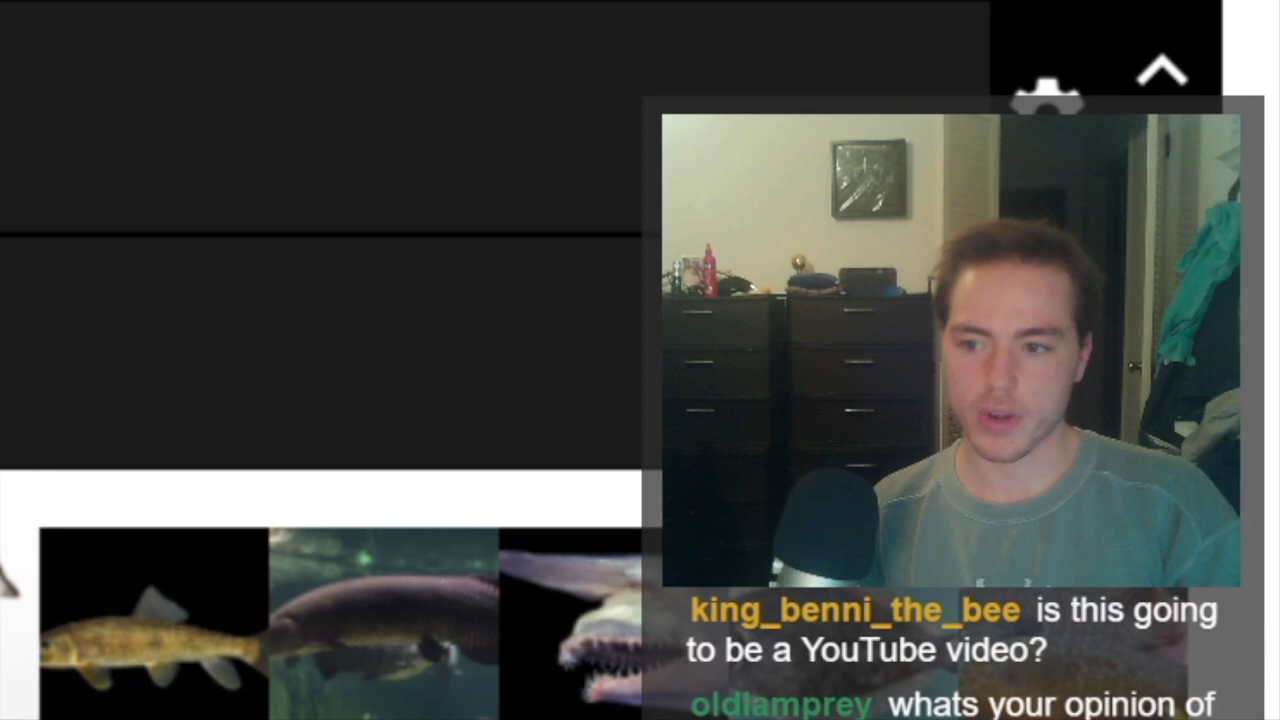 king_benni_the_bee is this going
to be a YouTube video?
oldlamprey whats your opinion of